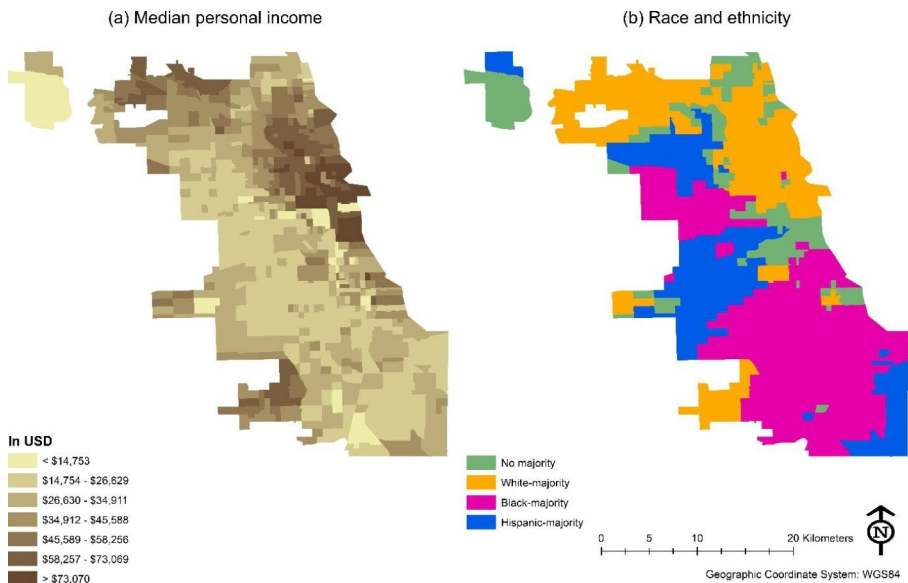 (a) Median personal income
(b) Race and ethnicity
In USD
< $14,753
$14,754 - $26,629
$26,630 - $34,911
$34,912 - $45,588
$45,589 - $58,256
$58,257 - $73,069
> $73,070
No majority
White-majority
Black-majority
Hispanic-majority
0 5 10 15 20 Kilometers
N
Geographic Coordinate System: WGS84